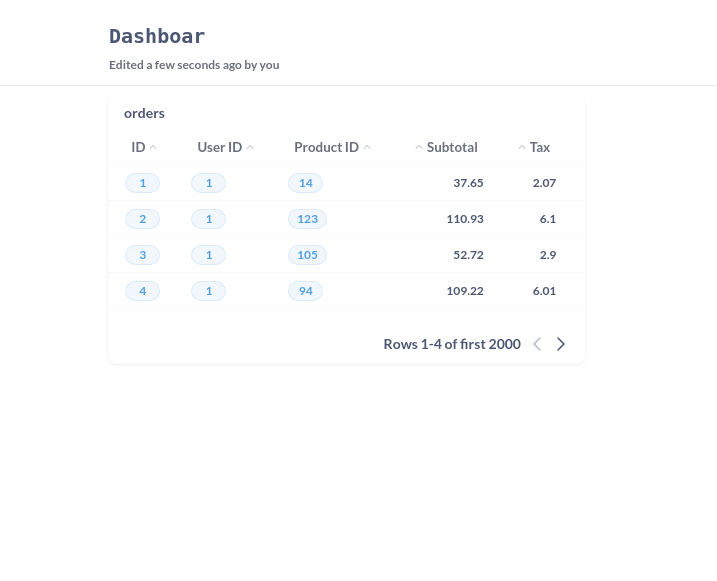 Dashboar
Edited a few seconds ago by you
orders
ID User ID Product ID Subtotal Tax
1 1 14 37.65 2.07
2 1 123 110.93 6.1
3 1 105 52.72 2.9
4 1 94 109.22 6.01
Rows 1-4 of first 2000